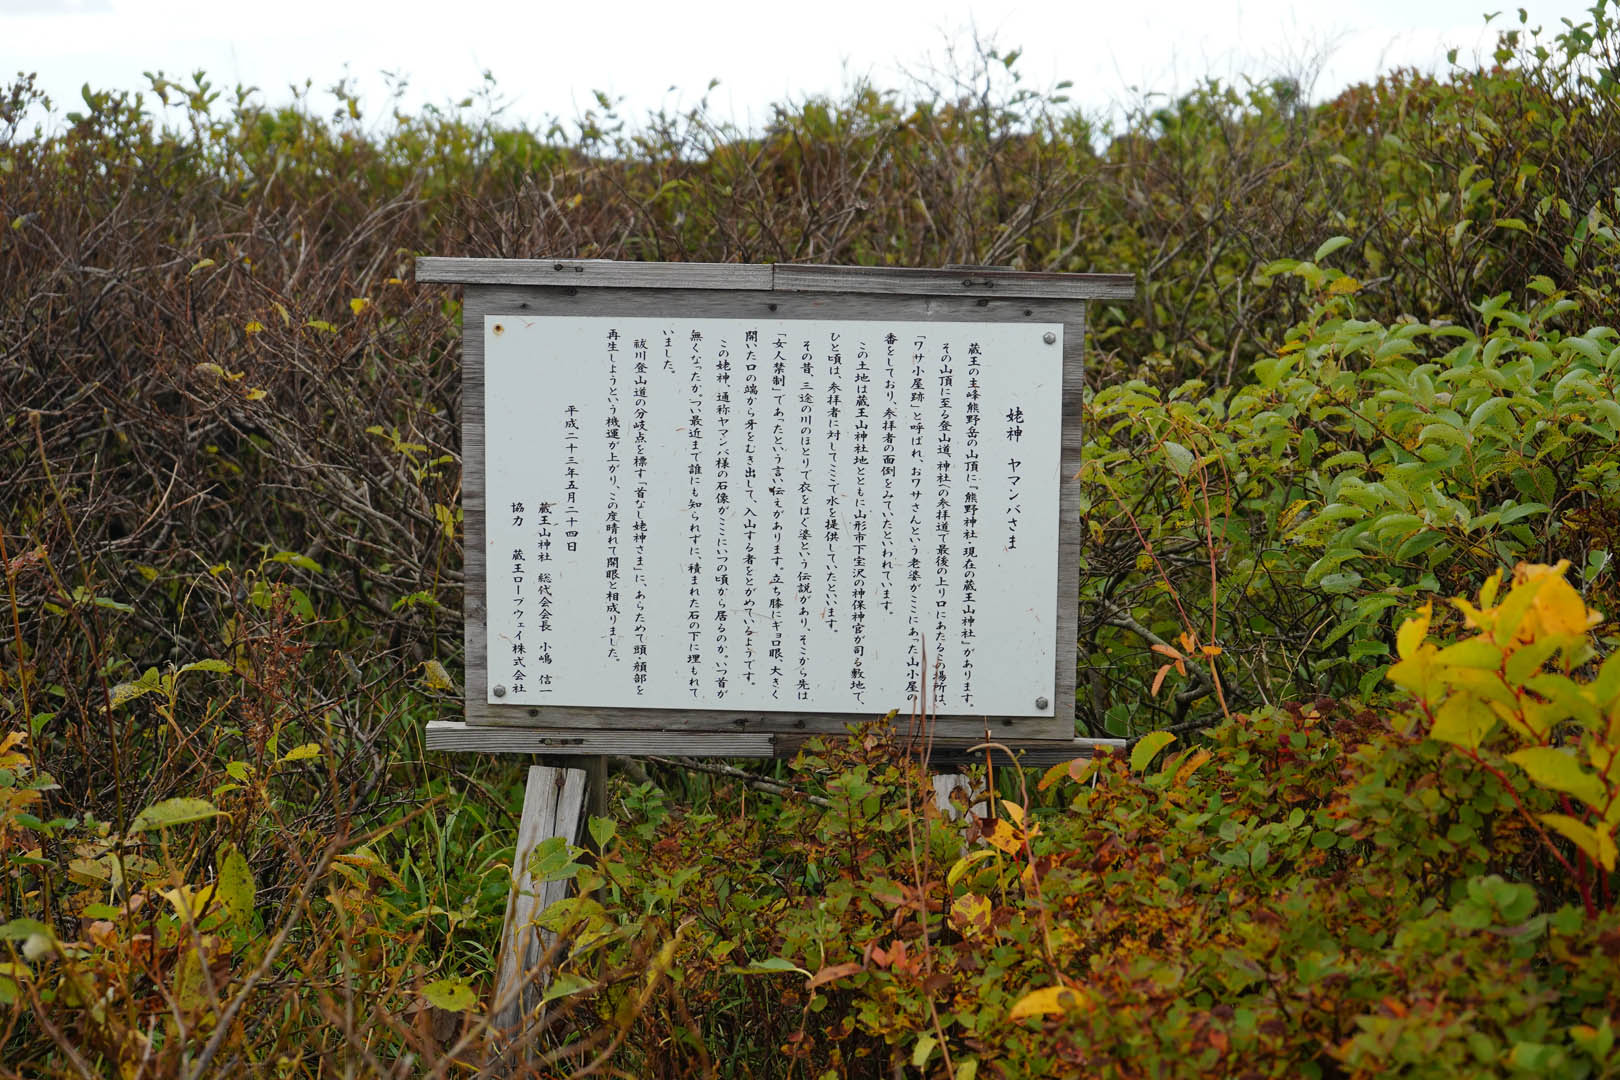 姥神　ヤマンバさま
蔵王の主峰熊野岳の山頂に「熊野神社・現在の蔵王山神社」があります。
その山頂に至る登山道、神社への参拝道で最後の上り口にあたるこの場所は、
「ワサ小屋跡」と呼ばれ、おワサさんという老婆がここにあった山小屋の
番をしており、参拝者の面倒をみていたといわれています。
この土地は蔵王山神社地とともに山形市下宝沢の神保神官が司る敷地で、
ひと頃は、参拝者に対してここで水を提供していたといいます。
その昔、三途の川のほとりで衣をはぐ婆という伝説があり、そこから先は
「女人禁制」であったという言い伝えがあります。立ち膝にギョロ眼、大きく
開いた口の端から牙をむき出して、入山する者をとがめているようです。
この姥神、通称ヤマンバ様の石像がここにいつの頃から居るのか。いつ首が
無くなったか。つい最近まで誰にも知られずに、積まれた石の下に埋もれて
いました。
祓川登山道の分岐点を標す「首なし姥神さま」に、あらためて頭・顔部を
再生しようという機運が上がり、この度晴れて開眼と相成りました。
平成二十三年五月二十四日
蔵王山神社　総代会会長　小嶋　信一
協力　蔵王ロープウェイ株式会社